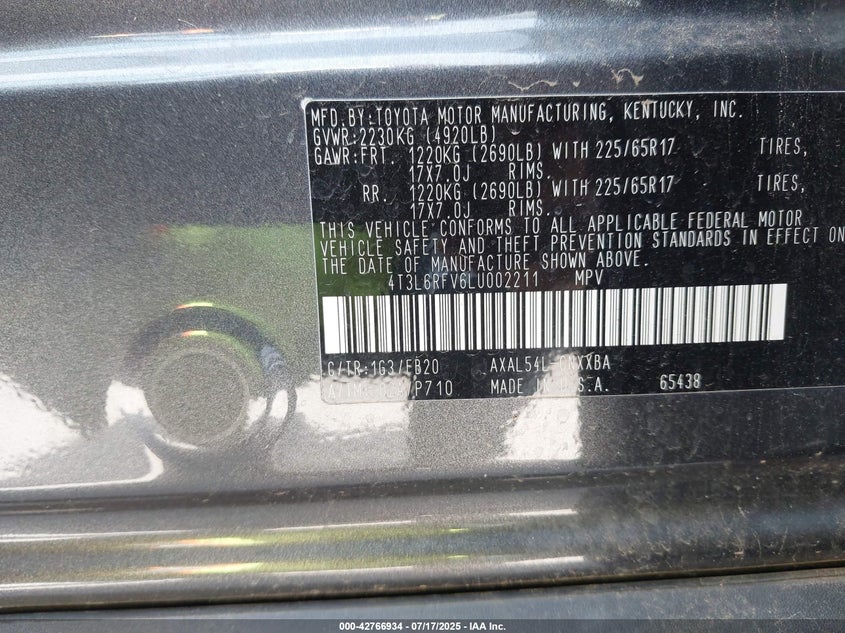 MFD.BY:TOYOTA MOTOR MANUFACTURING, KENTUCKY, INC.
GVWR:2230KG (4920LB)
GAWR:FRT. 1220KG (2690LB) WITH 225/65R17 TIRES,
17X7.0J RIMS.
RR. 1220KG (2690LB) WITH 225/65R17 TIRES,
17X7.0J RIMS.
THIS VEHICLE CONFORMS TO ALL APPLICABLE FEDERAL MOTOR
VEHICLE SAFETY AND THEFT PREVENTION STANDARDS IN EFFECT ON
THE DATE OF MANUFACTURE SHOWN ABOVE.
4T3L6RFV6LU002211 MPV
C/TR:1G3/EB20
MADE IN U.S.A. 65438
000-42766934 - 07/17/2025 - IAA Inc.